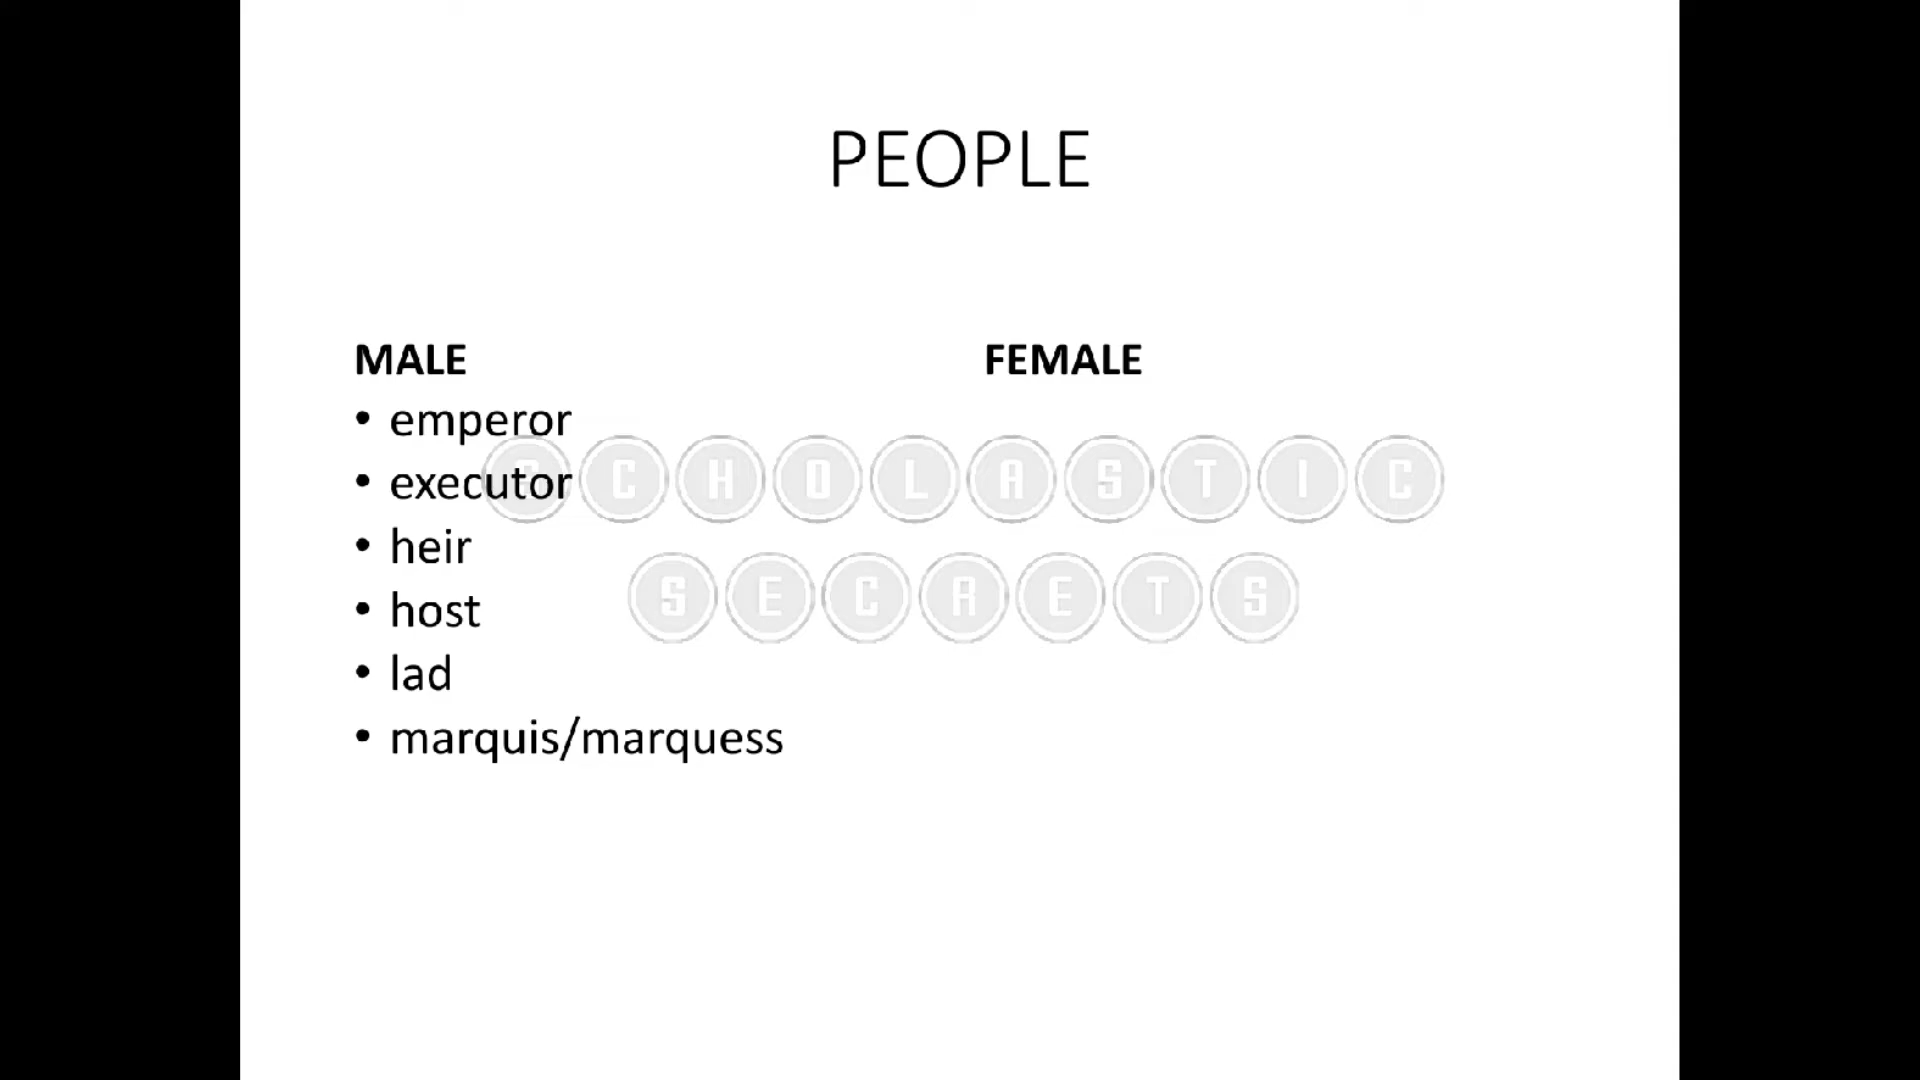 PEOPLE
MALE
FEMALE
• emperor
• executor
• heir
• host
• lad
• marquis/marquess
SCHOLASTIC
SECRETS